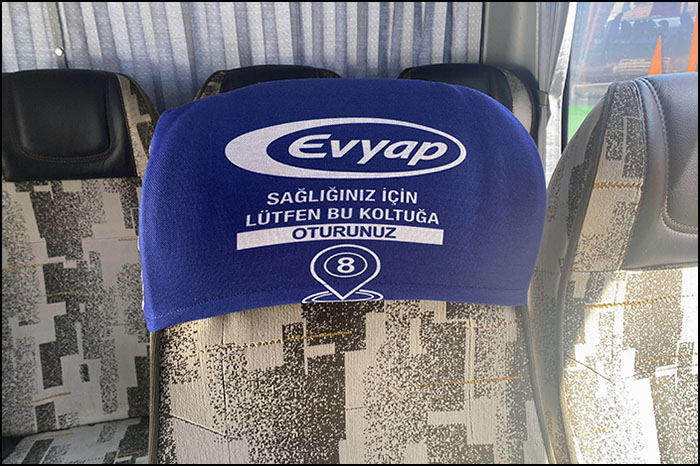 Evyap
SAĞLIĞINIZ İÇİN
LÜTFEN BU KOLTUĞA
OTURUNUZ
8